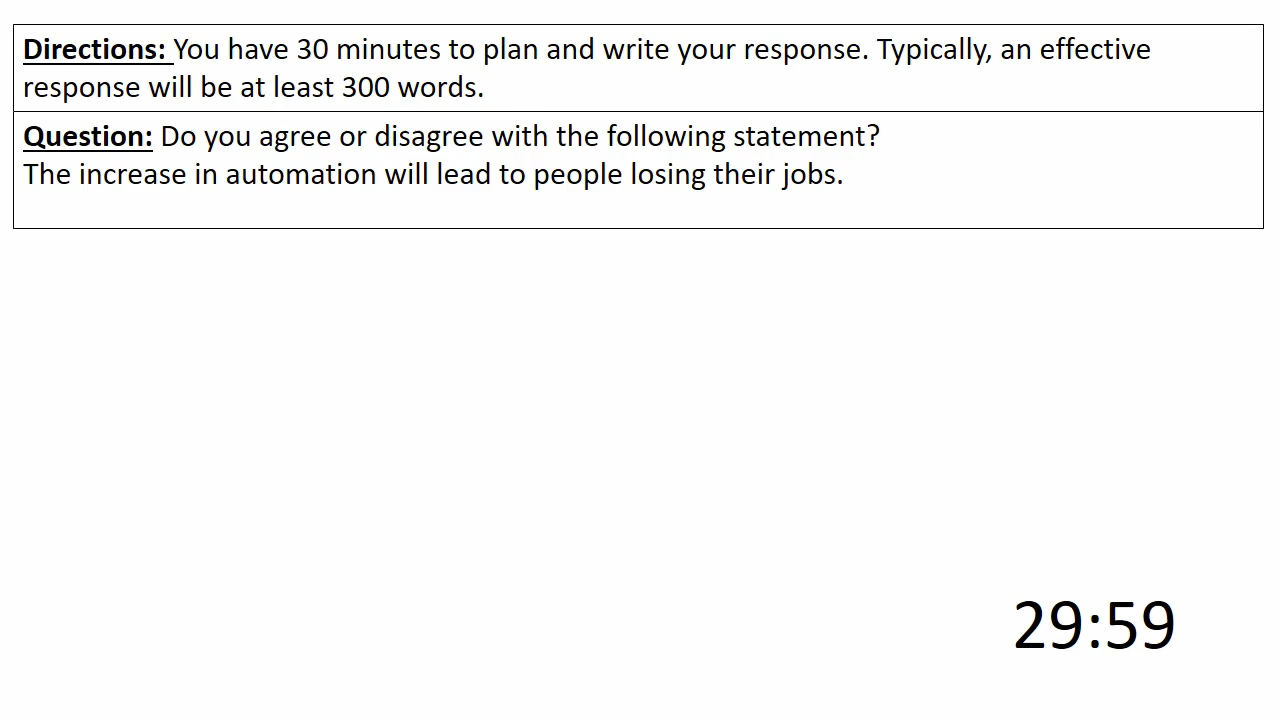 Directions: You have 30 minutes to plan and write your response. Typically, an effective
response will be at least 300 words.
Question: Do you agree or disagree with the following statement?
The increase in automation will lead to people losing their jobs.
29:59